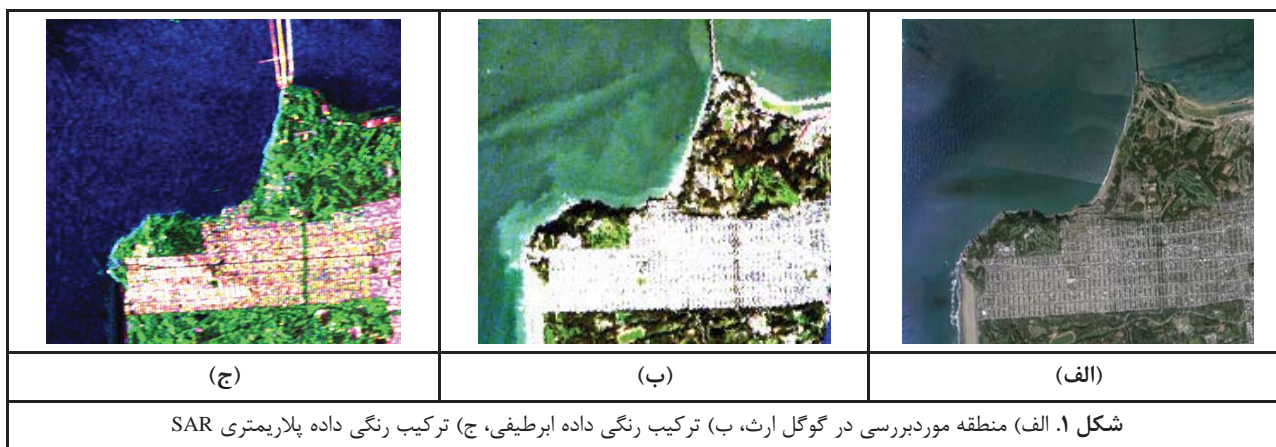 (الف)
(ب)
(ج)
شکل ۱. الف) منطقه موردبررسی در گوگل ارث، ب) ترکیب رنگی داده ابرطیفی، ج) ترکیب رنگی داده پلاریمتری SAR